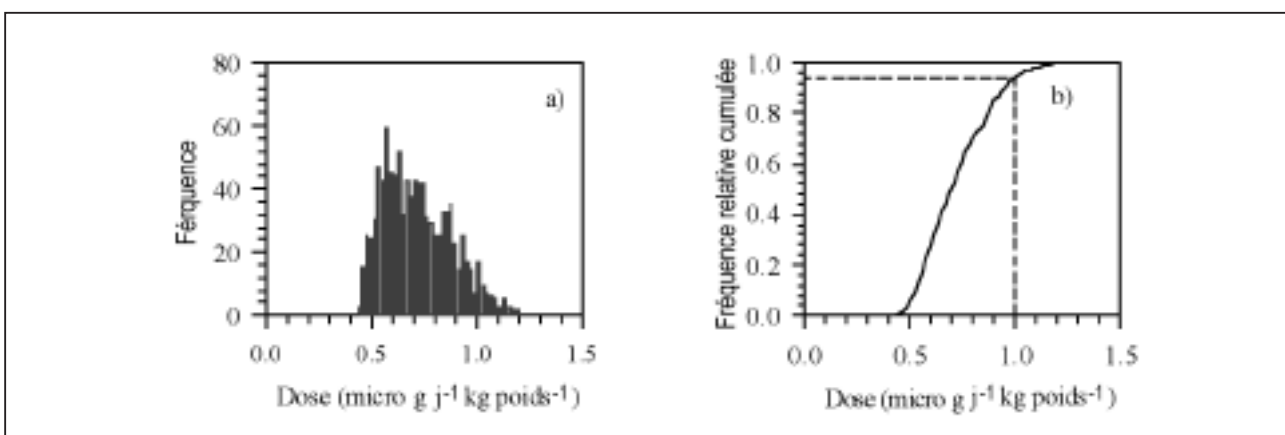 80
60
40
20
0
Férquence
a)
0.0 0.5 1.0 1.5
Dose (micro g j-1 kg poids-1)
1.0
0.8
0.6
0.4
0.2
0.0
Fréquence relative cumulée
b)
0.0 0.5 1.0 1.5
Dose (micro g j-1 kg poids-1)